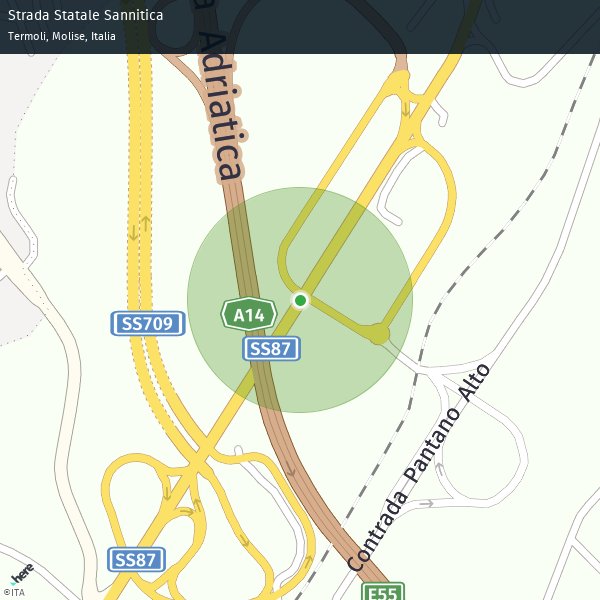 Strada Statale Sannitica
Termoli, Molise, Italia
a Adriatica
SS709
A14
SS87
Contrada Pantano Alto
SS87
E55
here
©ITA